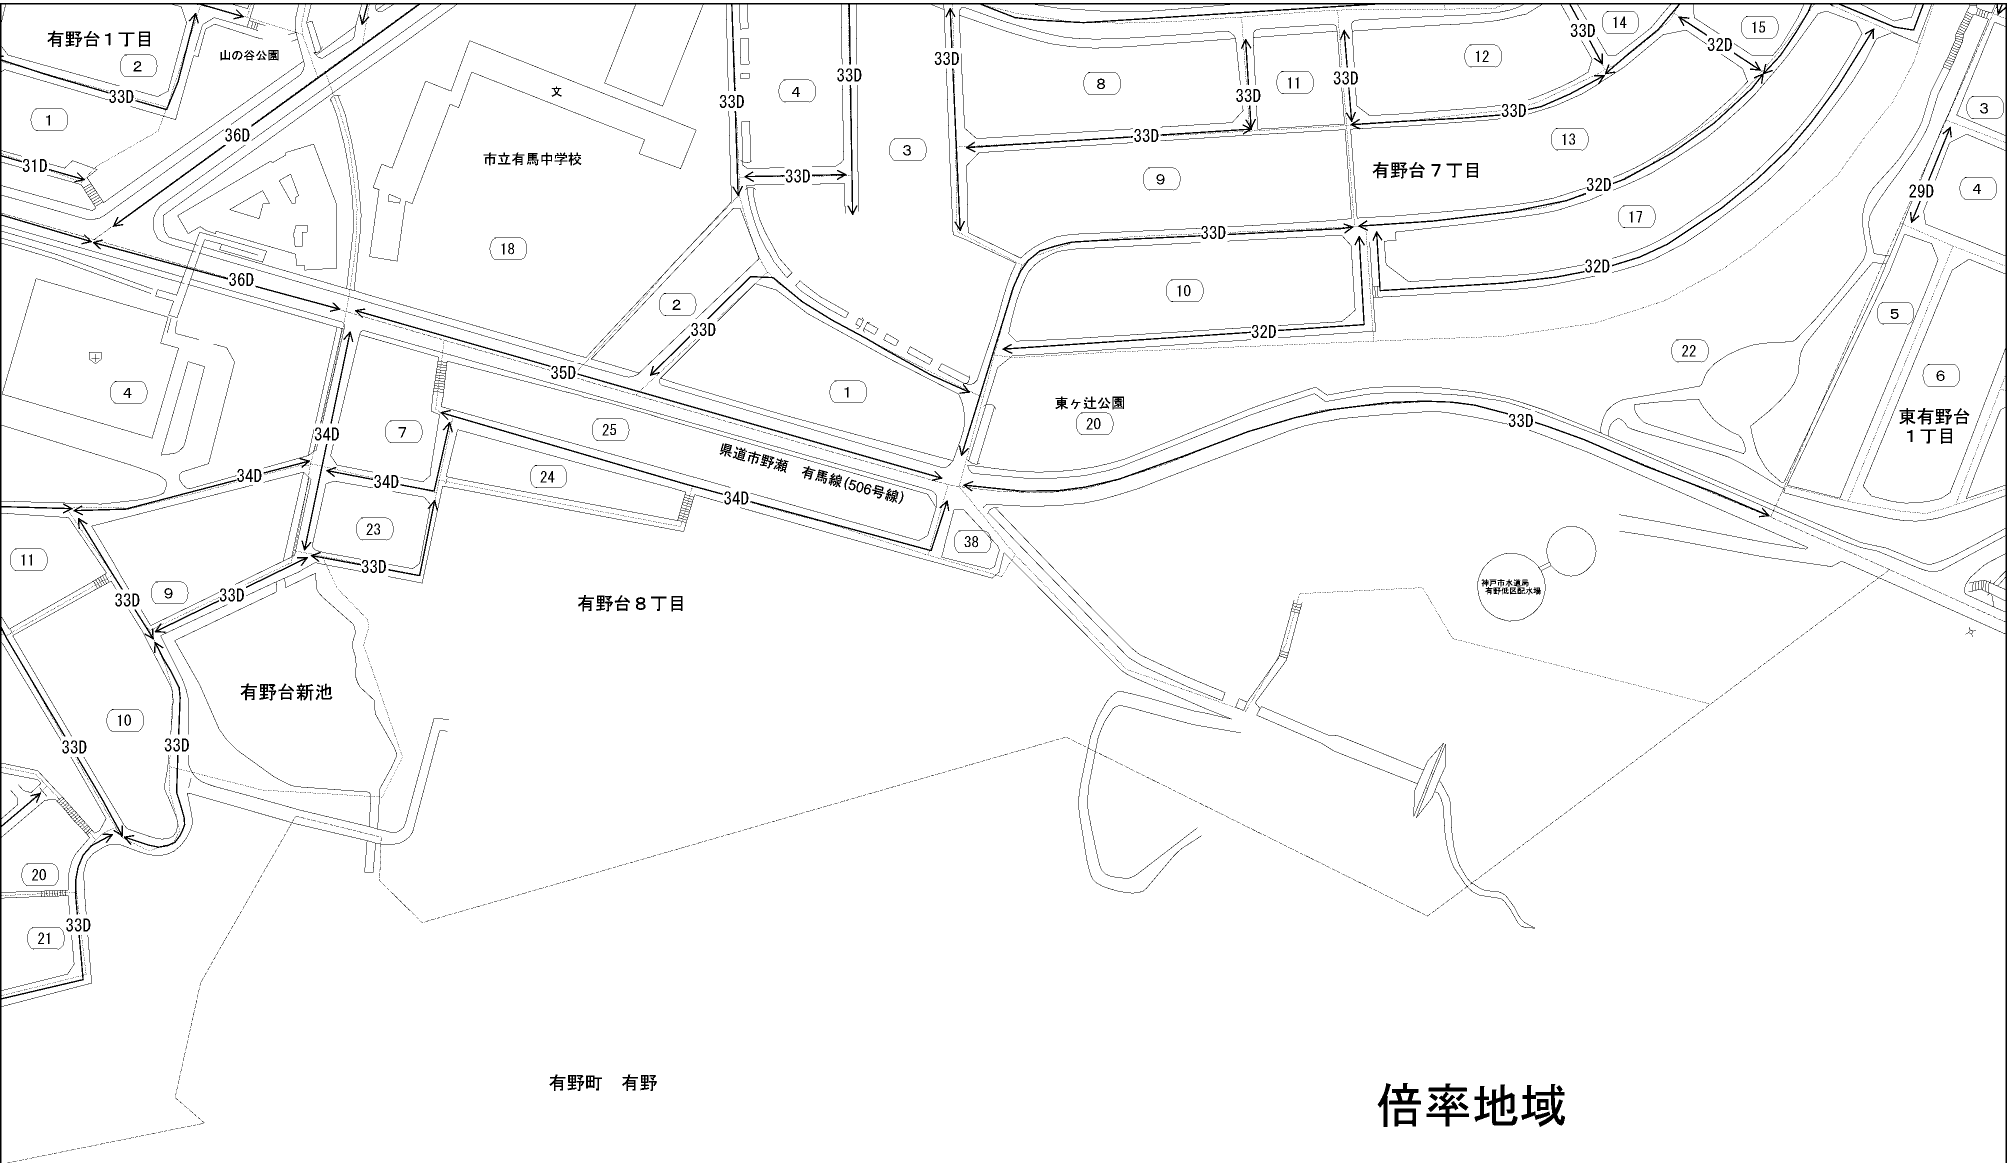 有野台1丁目
2
山の谷公園
33D
1
31D
36D
文
市立有馬中学校
18
36D
33D
4
33D
33D
3
33D
8
33D
11
33D
12
33D
14
33D
32D
15
33D
33D
13
有野台7丁目
9
32D
17
33D
10
32D
32D
29D
3
4
5
6
22
東有野台
1丁目
4
34D
7
34D
34D
35D
2
33D
1
県道市野瀬 有馬線(506号線)
25
24
34D
東ヶ辻公園
20
33D
38
23
33D
11
9
33D
33D
有野台8丁目
神戸市水道局
有野低区配水場
有野台新池
10
33D
33D
20
33D
21
有野町 有野
倍率地域